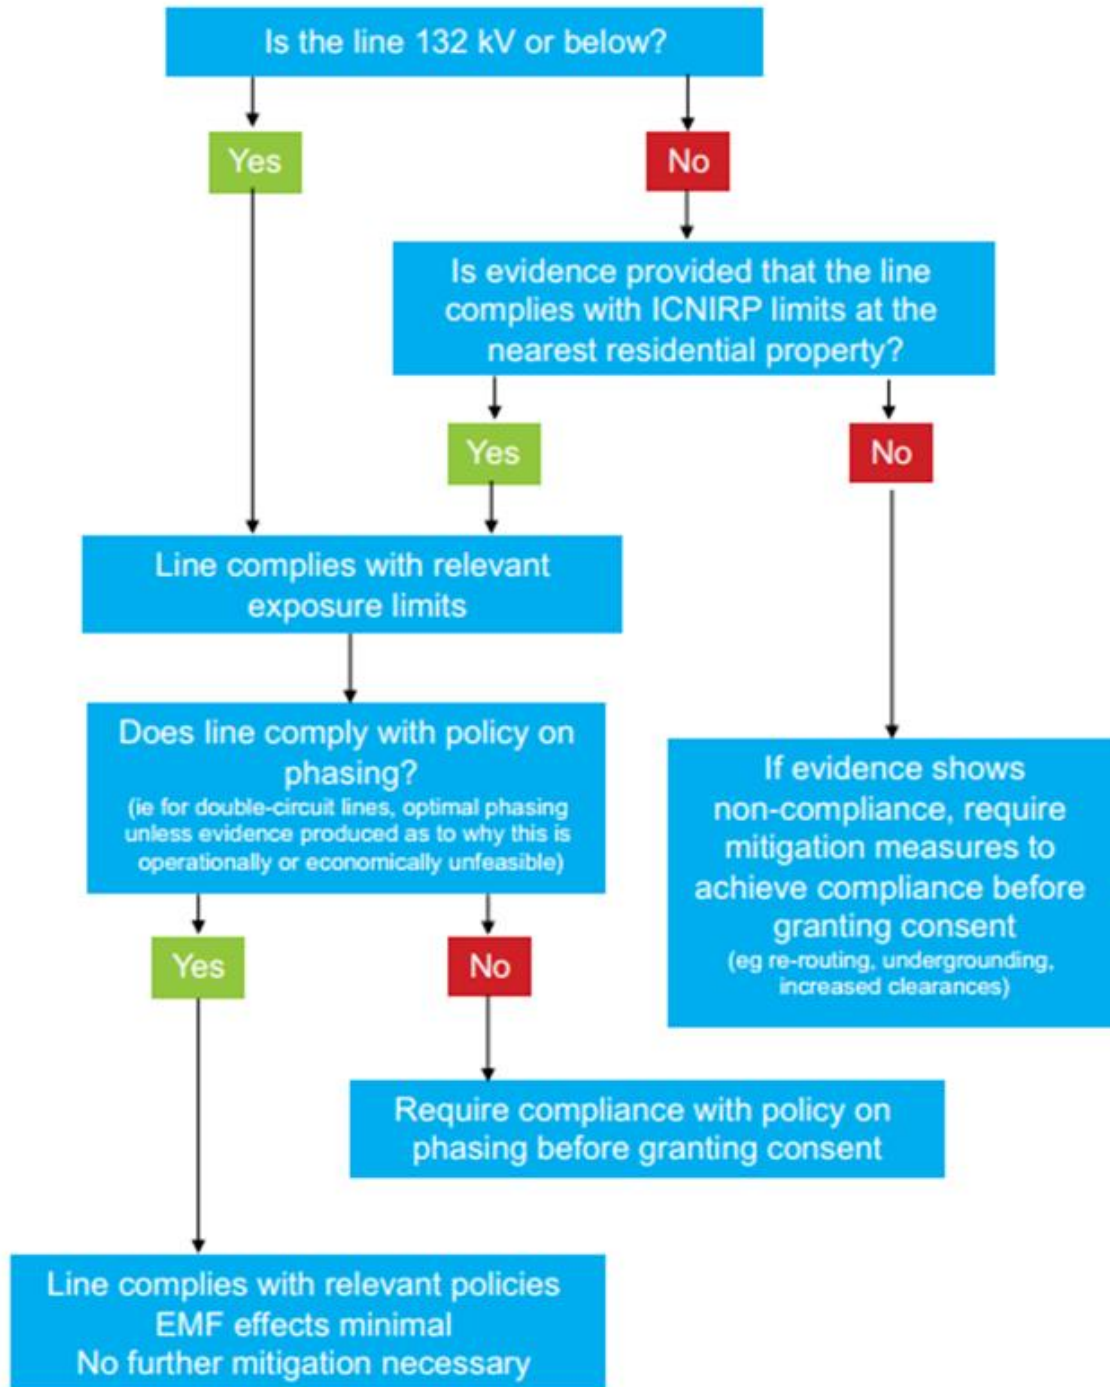 Is the line 132 kV or below?
Yes
No
Is evidence provided that the line
complies with ICNIRP limits at the
nearest residential property?
Yes
No
Line complies with relevant
exposure limits
Does line comply with policy on
phasing?
(ie for double-circuit lines, optimal phasing
unless evidence produced as to why this is
operationally or economically unfeasible)
If evidence shows
non-compliance, require
mitigation measures to
achieve compliance before
granting consent
(eg re-routing, undergrounding,
increased clearances)
Yes
No
Require compliance with policy on
phasing before granting consent
Line complies with relevant policies
EMF effects minimal
No further mitigation necessary